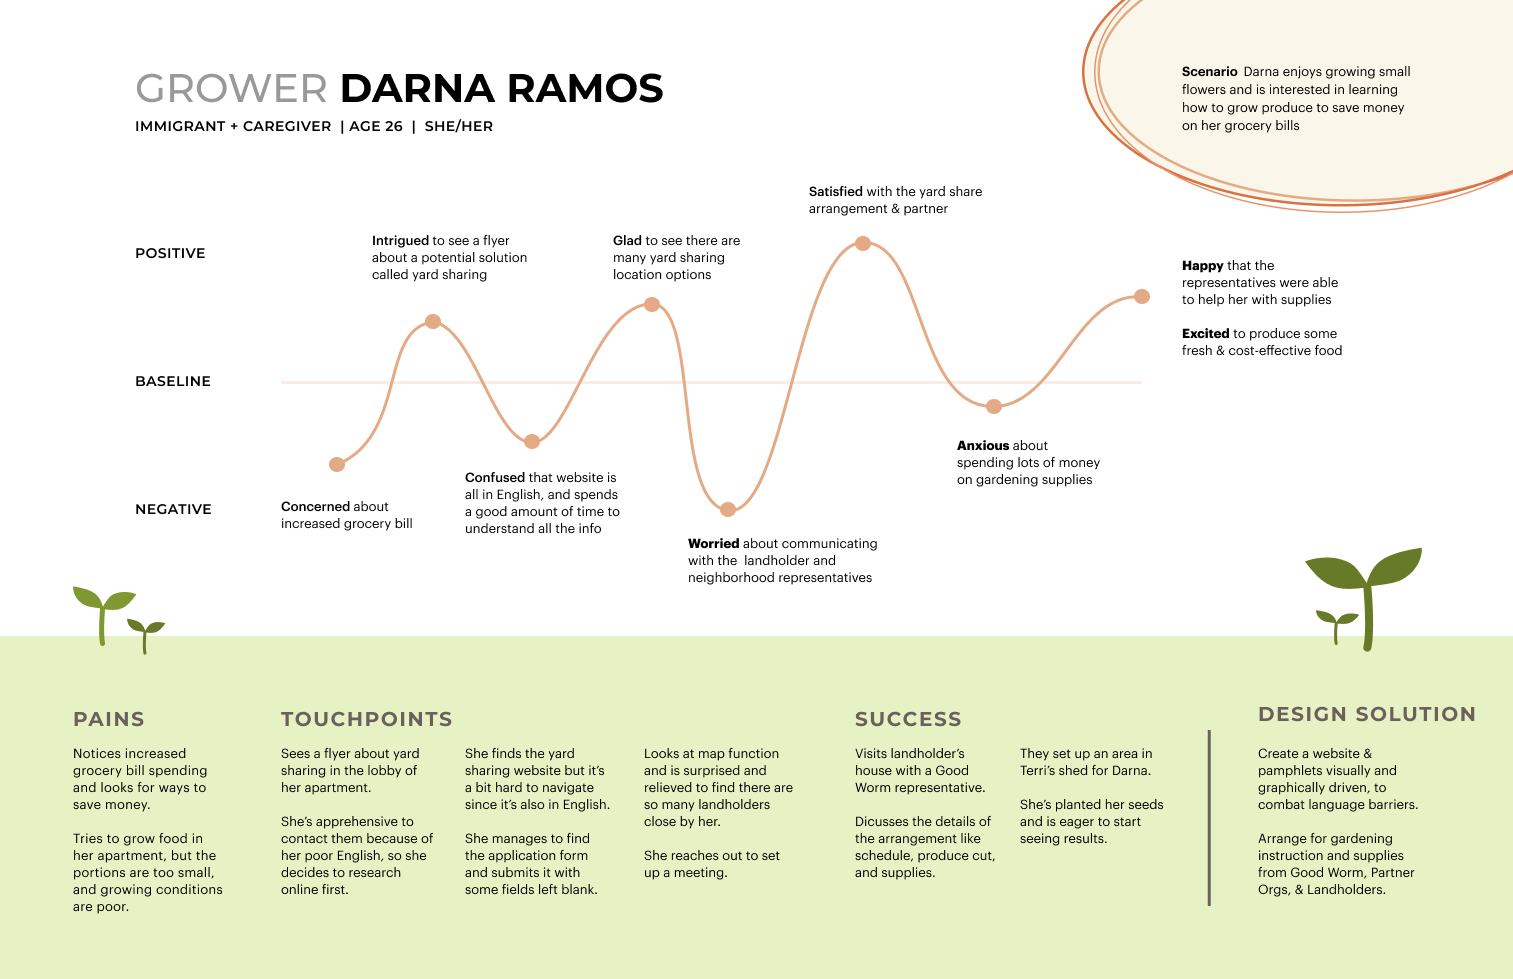 GROWER DARNA RAMOS
IMMIGRANT + CAREGIVER | AGE 26 | SHE/HER
Scenario Darna enjoys growing small
flowers and is interested in learning
how to grow produce to save money
on her grocery bills
POSITIVE
BASELINE
NEGATIVE
Concerned about
increased grocery bill
Intrigued to see a flyer
about a potential solution
called yard sharing
Confused that website is
all in English, and spends
a good amount of time to
understand all the info
Glad to see there are
many yard sharing
location options
Worried about communicating
with the landholder and
neighborhood representatives
Satisfied with the yard share
arrangement & partner
Anxious about
spending lots of money
on gardening supplies
Happy that the
representatives were able
to help her with supplies
Excited to produce some
fresh & cost-effective food
PAINS
Notices increased
grocery bill spending
and looks for ways to
save money.
Tries to grow food in
her apartment, but the
portions are too small,
and growing conditions
are poor.
TOUCHPOINTS
Sees a flyer about yard
sharing in the lobby of
her apartment.
She's apprehensive to
contact them because of
her poor English, so she
decides to research
online first.
She finds the yard
sharing website but it's
a bit hard to navigate
since it's also in English.
She manages to find
the application form
and submits it with
some fields left blank.
Looks at map function
and is surprised and
relieved to find there are
so many landholders
close by her.
She reaches out to set
up a meeting.
SUCCESS
Visits landholder's
house with a Good
Worm representative.
Dicusses the details of
the arrangement like
schedule, produce cut,
and supplies.
They set up an area in
Terri's shed for Darna.
She's planted her seeds
and is eager to start
seeing results.
DESIGN SOLUTION
Create a website &
pamphlets visually and
graphically driven, to
combat language barriers.
Arrange for gardening
instruction and supplies
from Good Worm, Partner
Orgs, & Landholders.